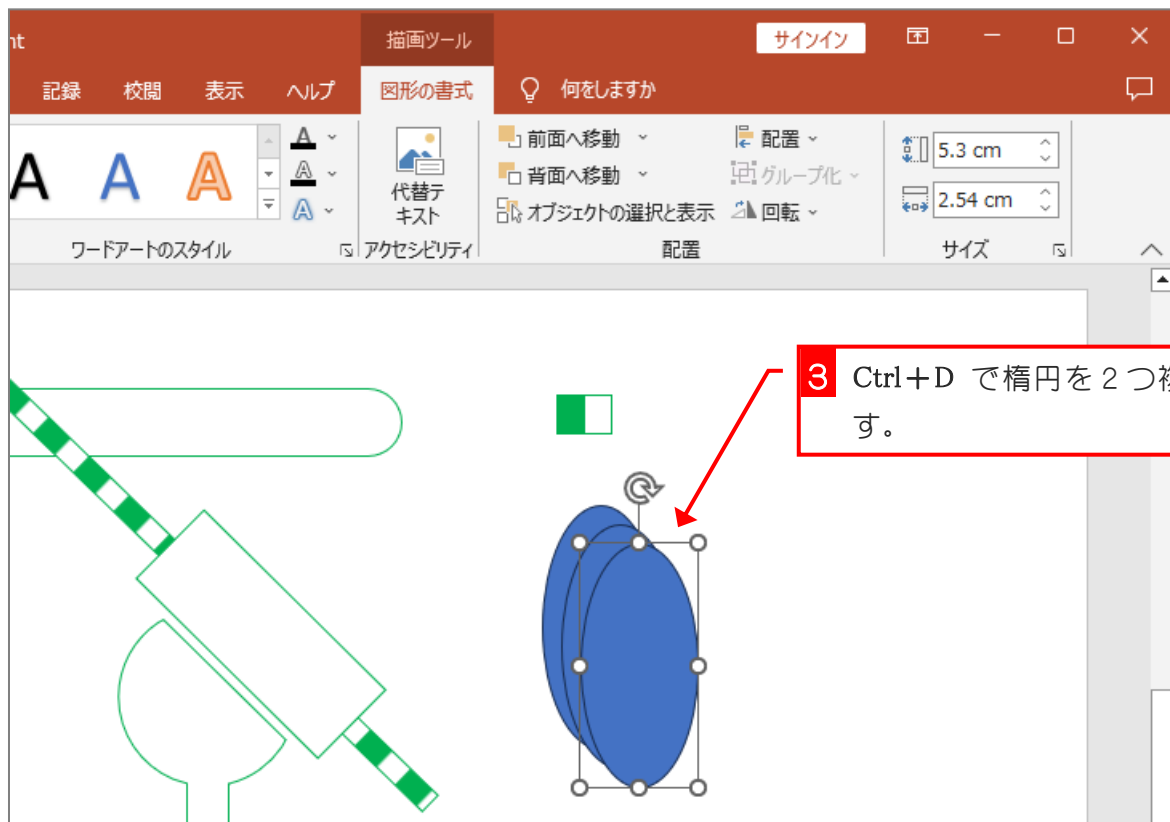 nt
描画ツール
サインイン
記録 校閲 表示 ヘルプ 図形の書式 何をしますか
A A A
A
A
A
代替テ
キスト
前面へ移動
背面へ移動
オブジェクトの選択と表示
配置
グループ化
回転
5.3 cm
2.54 cm
ワードアートのスタイル アクセシビリティ 配置 サイズ
3 Ctrl＋D で楕円を２つ複
す。